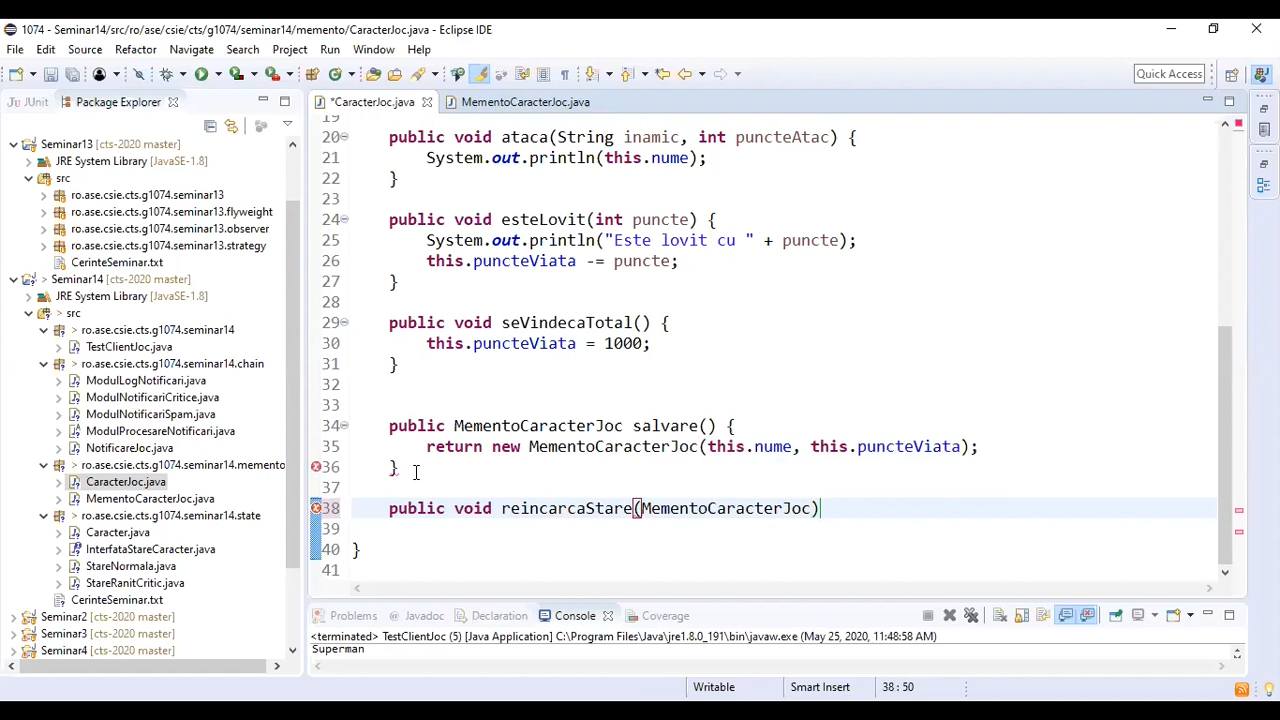 1074 - Seminar14/src/ro/ase/csie/cts/g1074/seminar14/memento/CaracterJoc.java - Eclipse IDE
File Edit Source Refactor Navigate Search Project Run Window Help
Quick Access
JUnit
Package Explorer
*CaracterJoc.java
MementoCaracterJoc.java
Seminar13 [cts-2020 master]
JRE System Library [JavaSE-1.8]
src
ro.ase.csie.cts.g1074.seminar13
ro.ase.csie.cts.g1074.seminar13.flyweight
ro.ase.csie.cts.g1074.seminar13.observer
ro.ase.csie.cts.g1074.seminar13.strategy
CerinteSeminar.txt
> Seminar14 [cts-2020 master]
JRE System Library [JavaSE-1.8]
> src
> ro.ase.csie.cts.g1074.seminar14
TestClientJoc.java
> ro.ase.csie.cts.g1074.seminar14.chain
ModulLogNotificari.java
ModulNotificariCritice.java
ModulNotificariSpam.java
ModulProcesareNotificari.java
NotificareJoc.java
> ro.ase.csie.cts.g1074.seminar14.memento
CaracterJoc.java
MementoCaracterJoc.java
> ro.ase.csie.cts.g1074.seminar14.state
Caracter.java
InterfataStareCaracter.java
StareNormala.java
StareRanitCritic.java
CerinteSeminar.txt
Seminar2 [cts-2020 master]
Seminar3 [cts-2020 master]
Seminar4 [cts-2020 master]
19
20 public void ataca(String inamic, int puncteAtac) {
21 System.out.println(this.nume);
22 }
23
24 public void esteLovit(int puncte) {
25 System.out.println("Este lovit cu " + puncte);
26 this.puncteViata -= puncte;
27 }
28
29 public void seVindecaTotal() {
30 this.puncteViata = 1000;
31 }
32
33
34 public MementoCaracterJoc salvare() {
35 return new MementoCaracterJoc(this.nume, this.puncteViata);
36 }
37
38 public void reincarcaStare(MementoCaracterJoc)
39
40 }
41
Problems Javadoc Declaration Console Coverage
<terminated> TestClientJoc (5) [Java Application] C:\Program Files\Java\jre1.8.0_191\bin\javaw.exe (May 25, 2020, 11:48:58 AM)
Superman
Writable Smart Insert 38 : 50